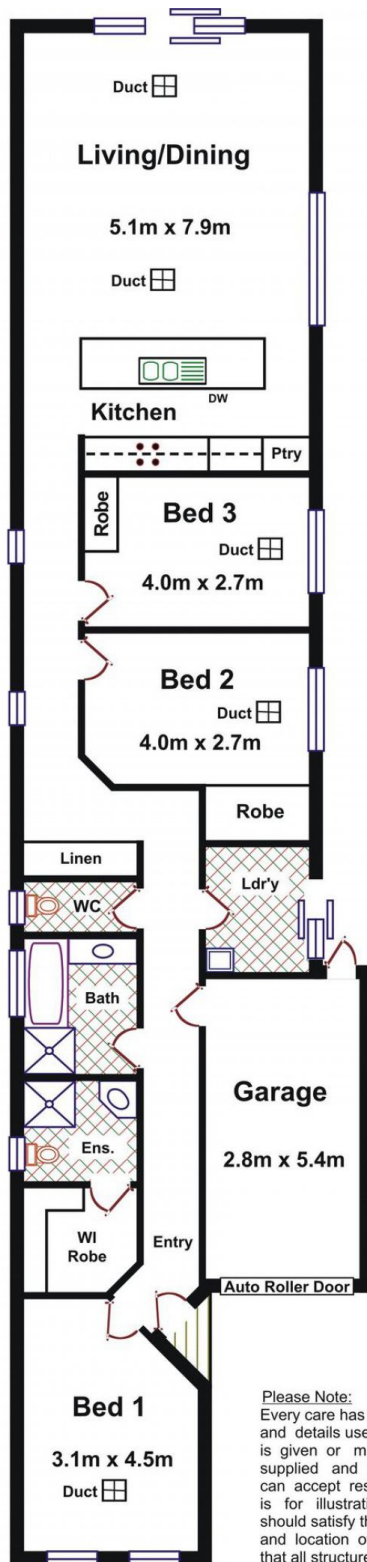 Duct
Living/Dining
5.1m x 7.9m
Duct
DW
Kitchen
Ptry
Robe
Bed 3
Duct
4.0m x 2.7m
Bed 2
Duct
4.0m x 2.7m
Robe
Linen
Ldr'y
WC
Bath
Garage
Ens.
2.8m x 5.4m
WI
Robe
Entry
Auto Roller Door
Bed 1
3.1m x 4.5m
Duct
Please Note:
Every care has
and details use
is given or m
supplied and
can accept res
is for illustrati
should satisfy th
and location o
that all structure